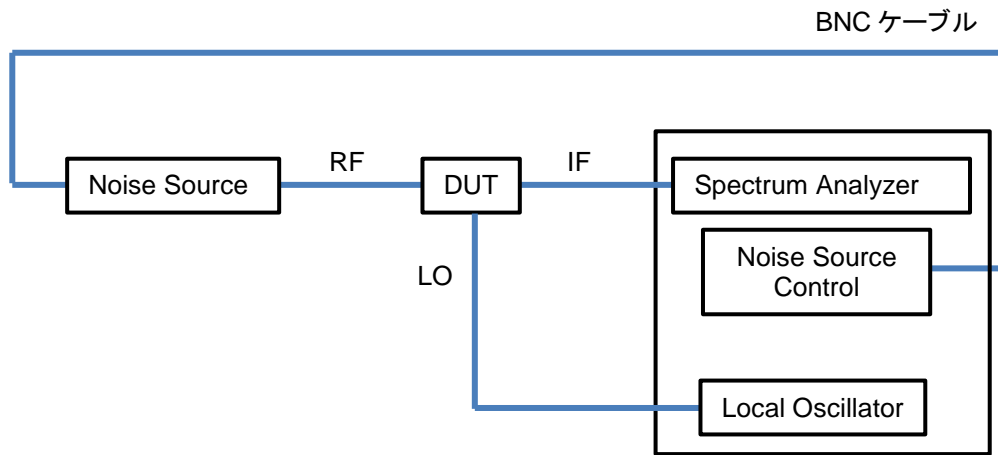 BNC ケーブル
Noise Source
RF
DUT
IF
Spectrum Analyzer
Noise Source
Control
LO
Local Oscillator